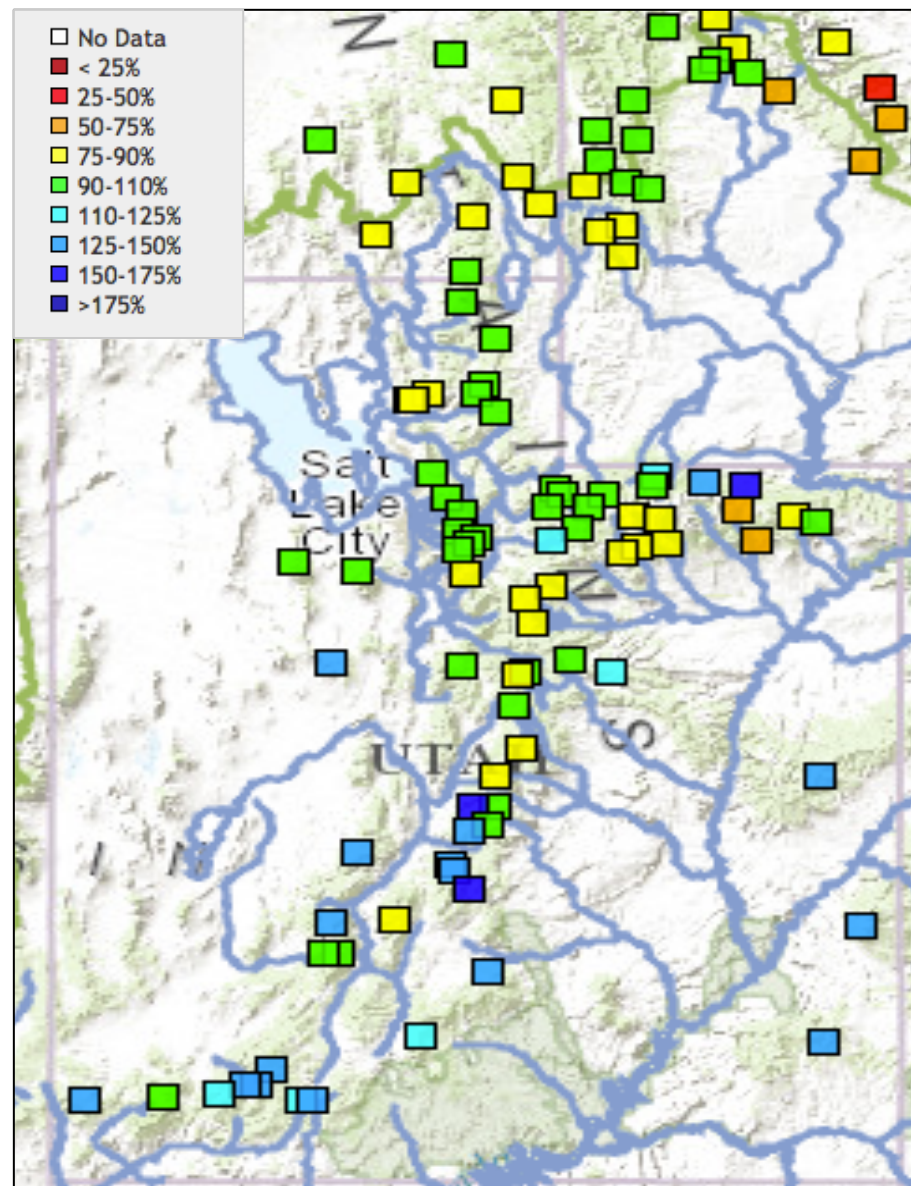 No Data
< 25%
25-50%
50-75%
75-90%
90-110%
110-125%
125-150%
150-175%
>175%
N
Salt
Lake
City
I
N
S
UTAH
I N